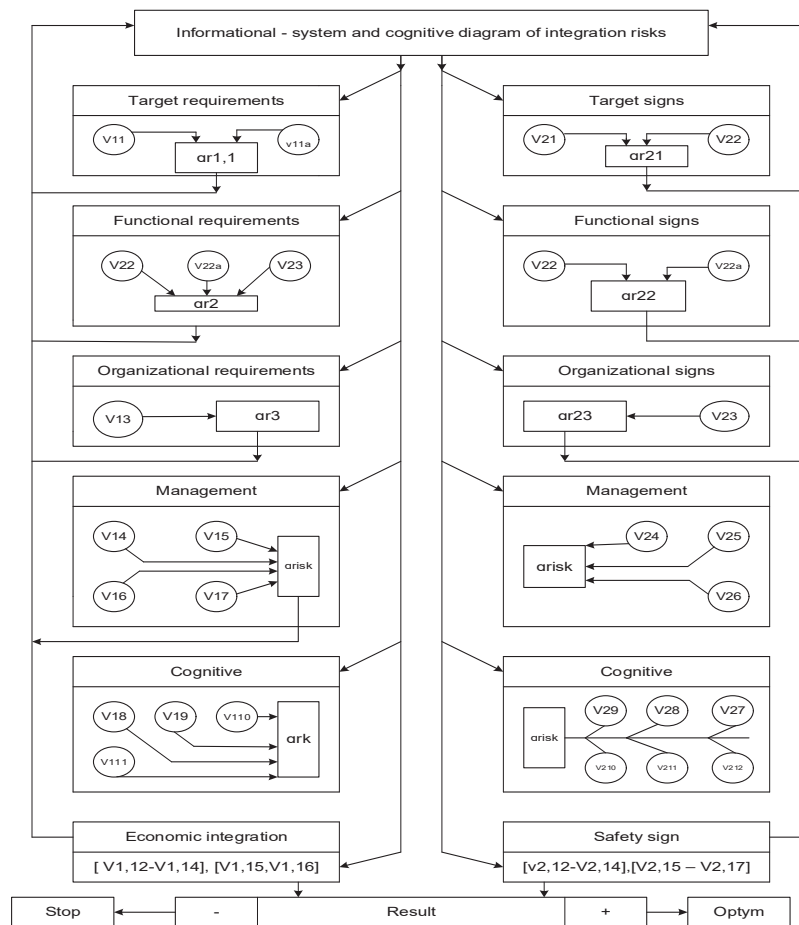 Informational - system and cognitive diagram of integration risks
Target requirements
V11
v11a
ar1,1
Target signs
V21
V22
ar21
Functional requirements
V22
V22a
V23
ar2
Functional signs
V22
V22a
ar22
Organizational requirements
V13
ar3
Organizational signs
ar23
V23
Management
V14
V15
arisk
V16
V17
Management
V24
V25
arisk
V26
Cognitive
V18
V19
V110
ark
V111
Cognitive
V29
V28
V27
arisk
V210
V211
V212
Economic integration
[ V1,12-V1,14], [V1,15,V1,16]
Safety sign
[v2,12-V2,14],[V2,15 – V2,17]
Stop
-
Result
+
Optym